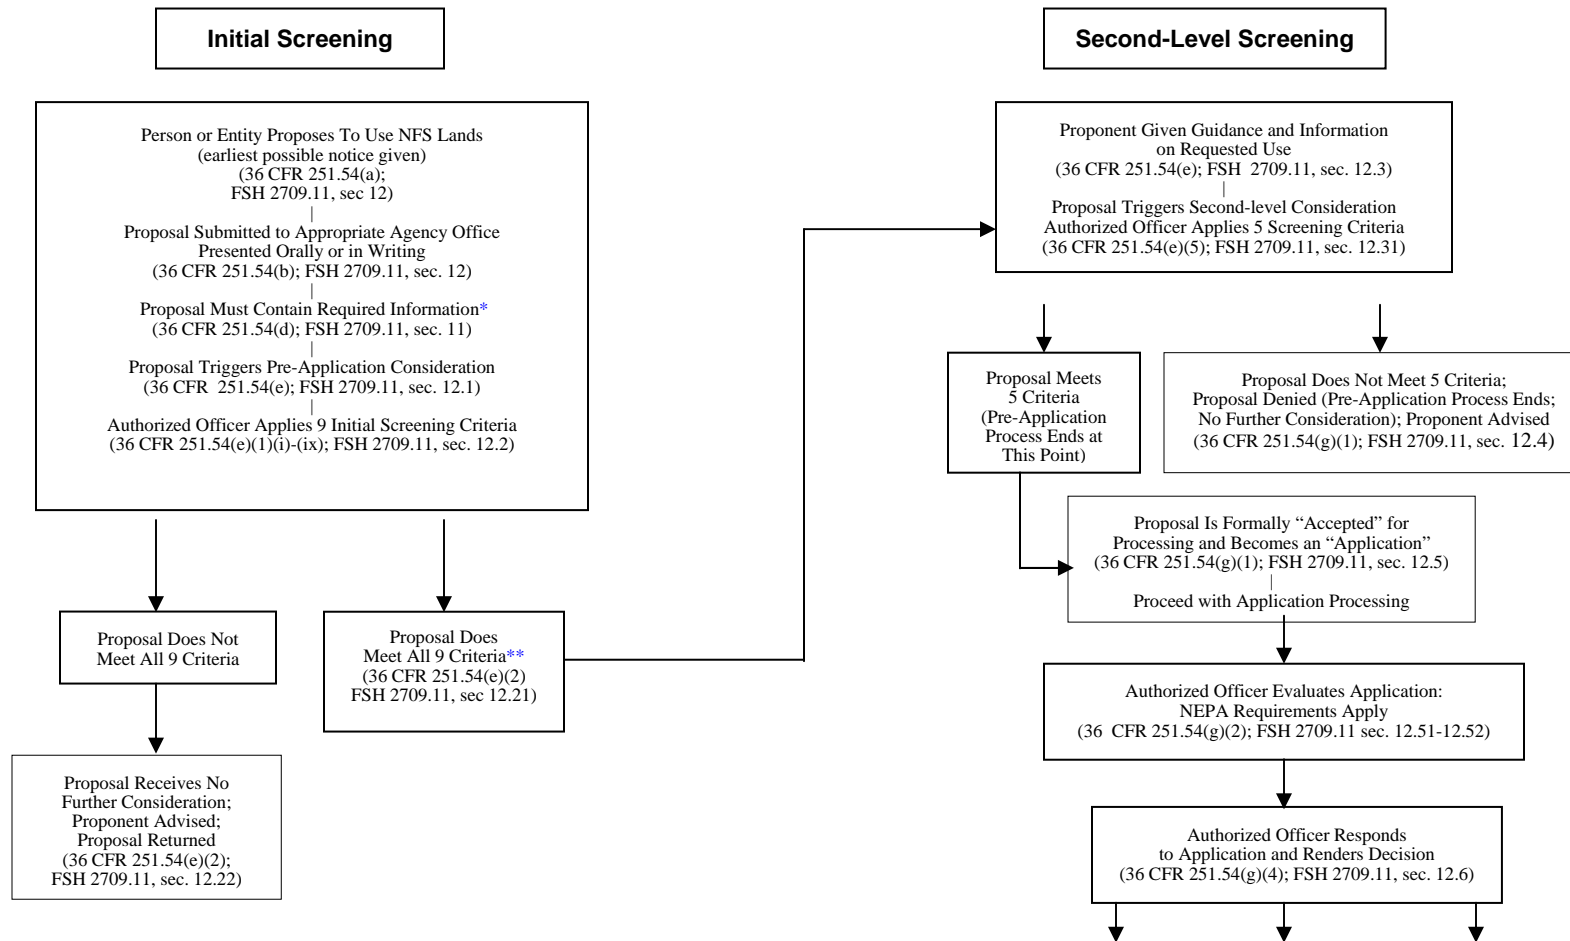 Initial Screening
Person or Entity Proposes To Use NFS Lands
(earliest possible notice given)
(36 CFR 251.54(a);
FSH 2709.11, sec 12)
Proposal Submitted to Appropriate Agency Office
Presented Orally or in Writing
(36 CFR 251.54(b); FSH 2709.11, sec. 12)
Proposal Must Contain Required Information*
(36 CFR 251.54(d); FSH 2709.11, sec. 11)
Proposal Triggers Pre-Application Consideration
(36 CFR 251.54(e); FSH 2709.11, sec. 12.1)
Authorized Officer Applies 9 Initial Screening Criteria
(36 CFR 251.54(e)(1)(i)-(ix); FSH 2709.11, sec. 12.2)
Proposal Does Not
Meet All 9 Criteria
Proposal Does
Meet All 9 Criteria**
(36 CFR 251.54(e)(2)
FSH 2709.11, sec 12.21)
Proposal Receives No
Further Consideration;
Proponent Advised;
Proposal Returned
(36 CFR 251.54(e)(2);
FSH 2709.11, sec. 12.22)
Second-Level Screening
Proponent Given Guidance and Information
on Requested Use
(36 CFR 251.54(e); FSH 2709.11, sec. 12.3)
Proposal Triggers Second-level Consideration
Authorized Officer Applies 5 Screening Criteria
(36 CFR 251.54(e)(5); FSH 2709.11, sec. 12.31)
Proposal Meets
5 Criteria
(Pre-Application
Process Ends at
This Point)
Proposal Does Not Meet 5 Criteria;
Proposal Denied (Pre-Application Process Ends;
No Further Consideration); Proponent Advised
(36 CFR 251.54(g)(1); FSH 2709.11, sec. 12.4)
Proposal Is Formally “Accepted” for
Processing and Becomes an “Application”
(36 CFR 251.54(g)(1); FSH 2709.11, sec. 12.5)
Proceed with Application Processing
Authorized Officer Evaluates Application:
NEPA Requirements Apply
(36 CFR 251.54(g)(2); FSH 2709.11 sec. 12.51-12.52)
Authorized Officer Responds
to Application and Renders Decision
(36 CFR 251.54(g)(4); FSH 2709.11, sec. 12.6)